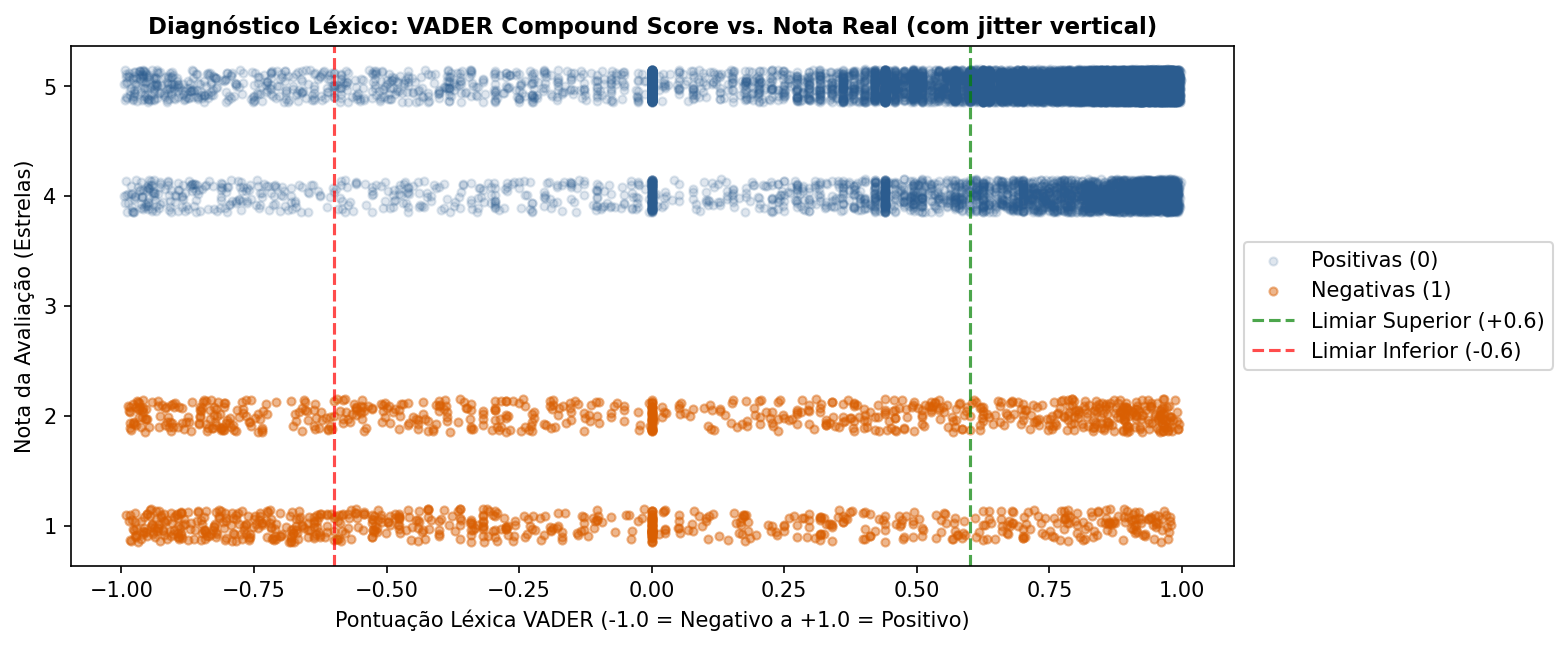 Diagnóstico Léxico: VADER Compound Score vs. Nota Real (com jitter vertical)
Nota da Avaliação (Estrelas)
5
4
3
2
1
−1.00
−0.75
−0.50
−0.25
0.00
0.25
0.50
0.75
1.00
Pontuação Léxica VADER (-1.0 = Negativo a +1.0 = Positivo)
Positivas (0)
Negativas (1)
Limiar Superior (+0.6)
Limiar Inferior (-0.6)